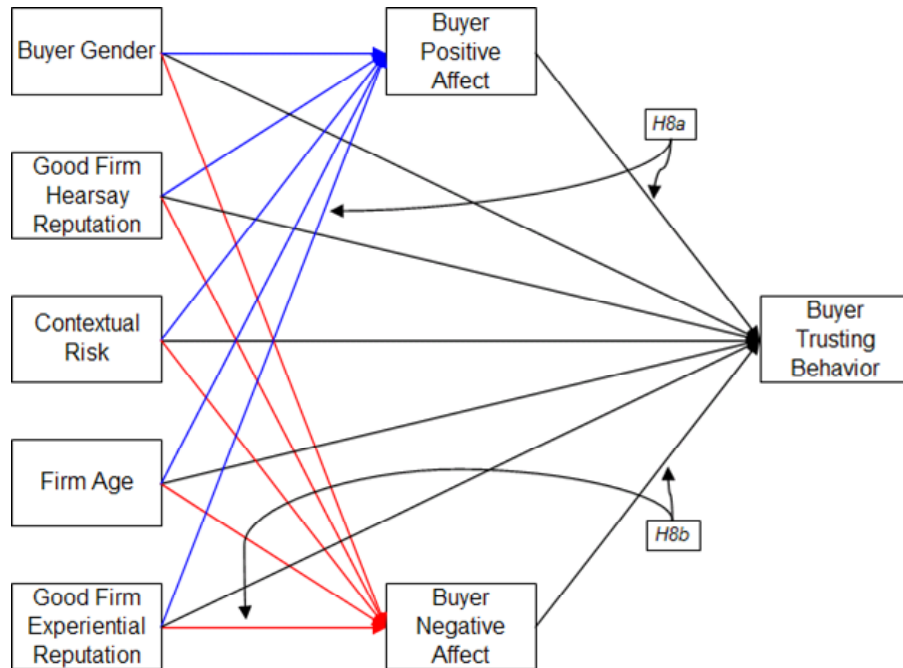 Buyer Gender
Buyer
Positive
Affect
H8a
Good Firm
Hearsay
Reputation
Contextual
Risk
Buyer
Trusting
Behavior
Firm Age
H8b
Good Firm
Experiential
Reputation
Buyer
Negative
Affect